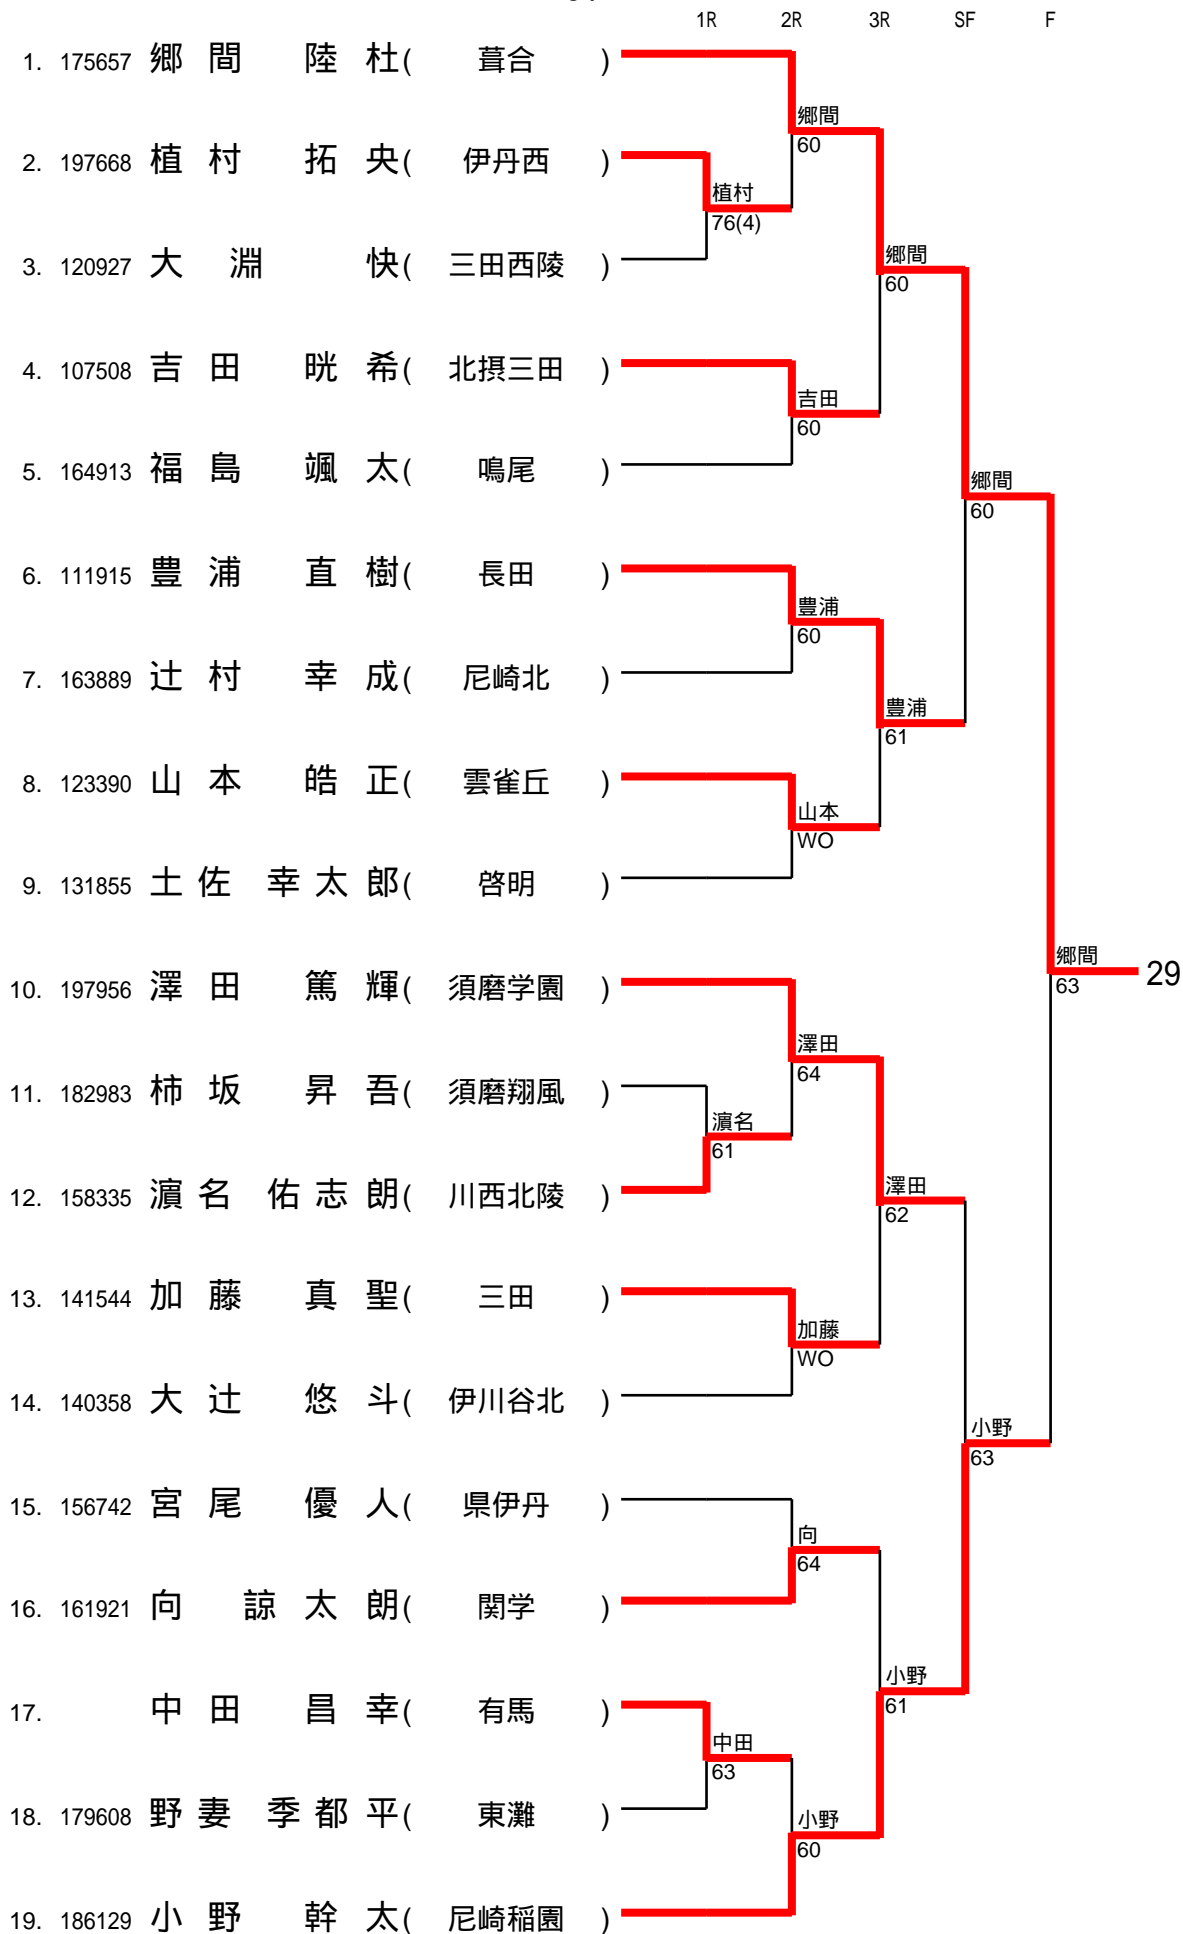 1R 2R 3R SF F
1. 175657 郷間 陸杜( 葺合 )
郷間
60
2. 197668 植村 拓央( 伊丹西 )
植村
76(4)
3. 120927 大淵 快( 三田西陵 )
郷間
60
4. 107508 吉田 晄希( 北摂三田 )
吉田
60
5. 164913 福島 颯太( 鳴尾 )
郷間
60
6. 111915 豊浦 直樹( 長田 )
豊浦
60
7. 163889 辻村 幸成( 尼崎北 )
豊浦
61
8. 123390 山本 皓正( 雲雀丘 )
山本
WO
9. 131855 土佐 幸太郎( 啓明 )
郷間
63
29
10. 197956 澤田 篤輝( 須磨学園 )
澤田
64
11. 182983 柿坂 昇吾( 須磨翔風 )
濵名
61
12. 158335 濵名 佑志朗( 川西北陵 )
澤田
62
13. 141544 加藤 真聖( 三田 )
加藤
WO
14. 140358 大辻 悠斗( 伊川谷北 )
小野
63
15. 156742 宮尾 優人( 県伊丹 )
向
64
16. 161921 向 諒太朗( 関学 )
小野
61
17. 中田 昌幸( 有馬 )
中田
63
18. 179608 野妻 季都平( 東灘 )
小野
60
19. 186129 小野 幹太( 尼崎稲園 )